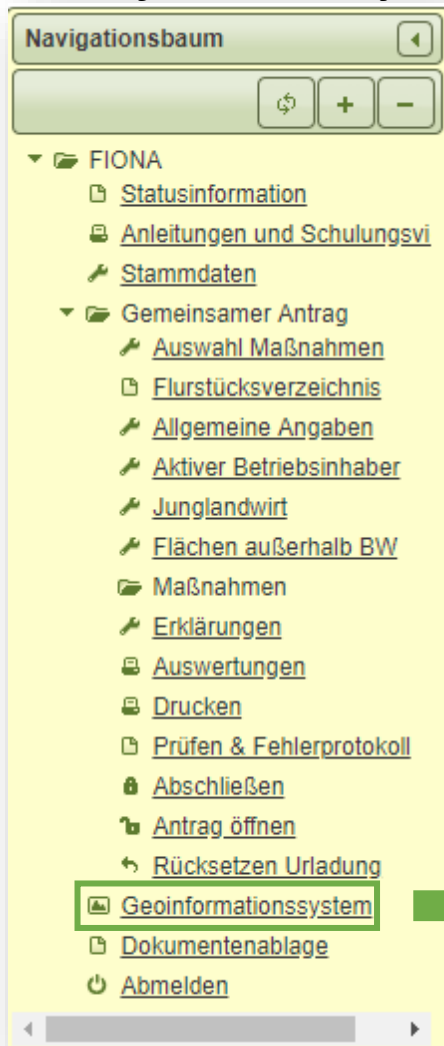 Navigationsbaum
FIONA
Statusinformation
Anleitungen und Schulungsvi
Stammdaten
Gemeinsamer Antrag
Auswahl Maßnahmen
Flurstücksverzeichnis
Allgemeine Angaben
Aktiver Betriebsinhaber
Junglandwirt
Flächen außerhalb BW
Maßnahmen
Erklärungen
Auswertungen
Drucken
Prüfen & Fehlerprotokoll
Abschließen
Antrag öffnen
Rücksetzen Urladung
Geoinformationssystem
Dokumentenablage
Abmelden